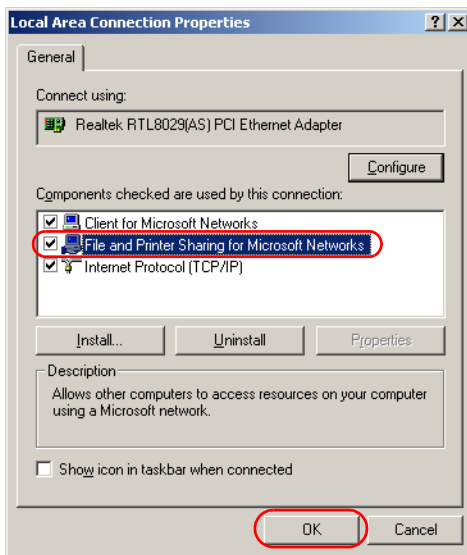 Local Area Connection Properties
General
Connect using:
Realtek RTL8029(AS) PCI Ethernet Adapter
Configure
Components checked are used by this connection:
Client for Microsoft Networks
File and Printer Sharing for Microsoft Networks
Internet Protocol (TCP/IP)
Install... Uninstall Properties
Description
Allows other computers to access resources on your computer
using a Microsoft network.
Show icon in taskbar when connected
OK Cancel